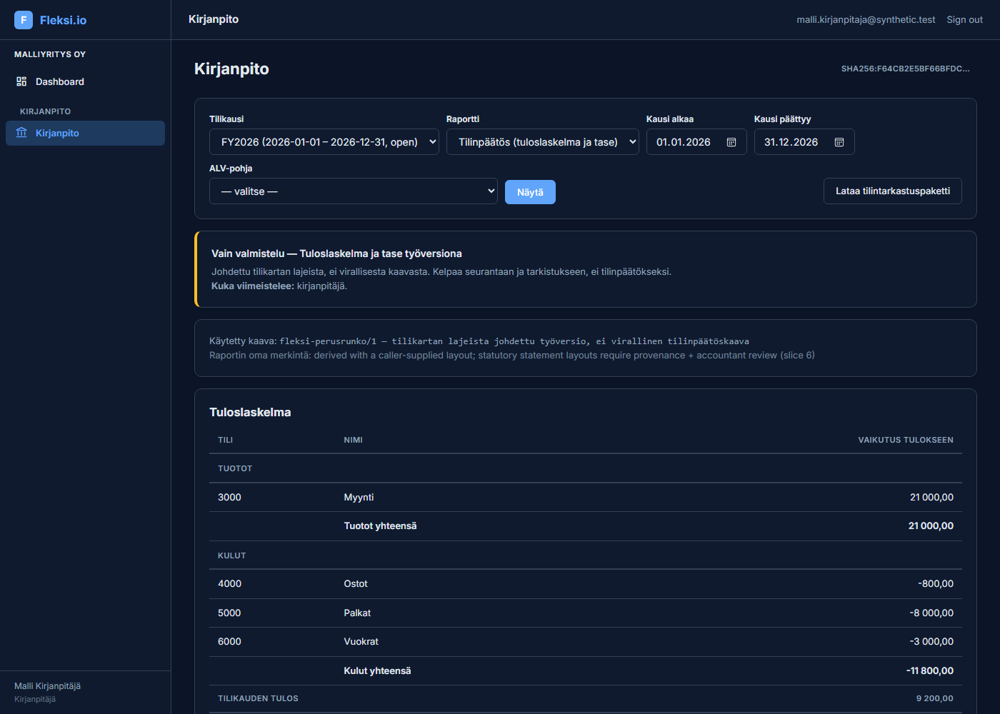 F Fleksi.io
MALLIYRITYS OY
Dashboard
KIRJANPITO
Kirjanpito
Malli Kirjanpitäjä
Kirjanpitäjä
Kirjanpito
malli.kirjanpitaja@synthetic.test Sign out
Kirjanpito
SHA256:F64CB2E5BF66BFDC...
Tilikausi Raportti Kausi alkaa Kausi päättyy
FY2026 (2026-01-01 – 2026-12-31, open) Tilinpäätös (tuloslaskelma ja tase) 01.01.2026 31.12.2026
ALV-pohja
— valitse — Näytä Lataa tilintarkastuspaketti
Vain valmistelu — Tuloslaskelma ja tase työversiona
Johdettu tilikartan lajeista, ei virallisesta kaavasta. Kelpaa seurantaan ja tarkistukseen, ei tilinpäätökseksi.
Kuka viimeistelee: kirjanpitäjä.
Käytetty kaava: fleksi-perusrunko/1 — tilikartan lajeista johdettu työversio, ei virallinen tilinpäätöskaava
Raportin oma merkintä: derived with a caller-supplied layout; statutory statement layouts require provenance + accountant review (slice 6)
Tuloslaskelma
TILI NIMI VAIKUTUS TULOKSEEN
TUOTOT
3000 Myynti 21 000,00
Tuotot yhteensä 21 000,00
KULUT
4000 Ostot -800,00
5000 Palkat -8 000,00
6000 Vuokrat -3 000,00
Kulut yhteensä -11 800,00
TILIKAUDEN TULOS 9 200,00